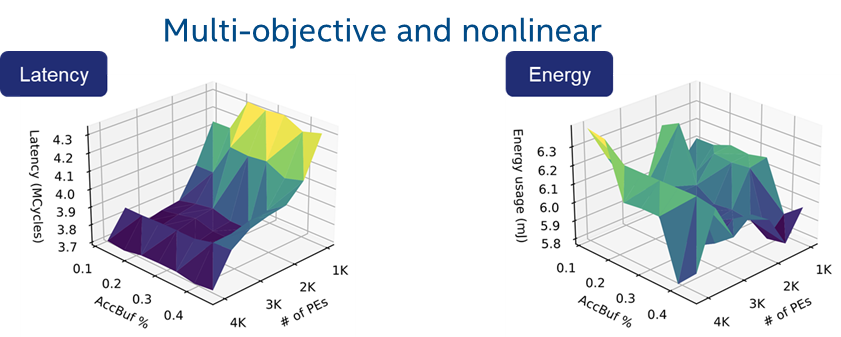 Multi-objective and nonlinear
Latency
Energy
Latency (MCycles)
4.3
4.2
4.1
4.0
3.9
3.8
3.7
0.1
0.2
0.3
0.4
AccBuf %
4K
3K
2K
1K
# of PEs
Energy usage (mJ)
6.3
6.2
6.1
6.0
5.9
5.8
0.1
0.2
0.3
0.4
AccBuf %
4K
3K
2K
1K
# of PEs